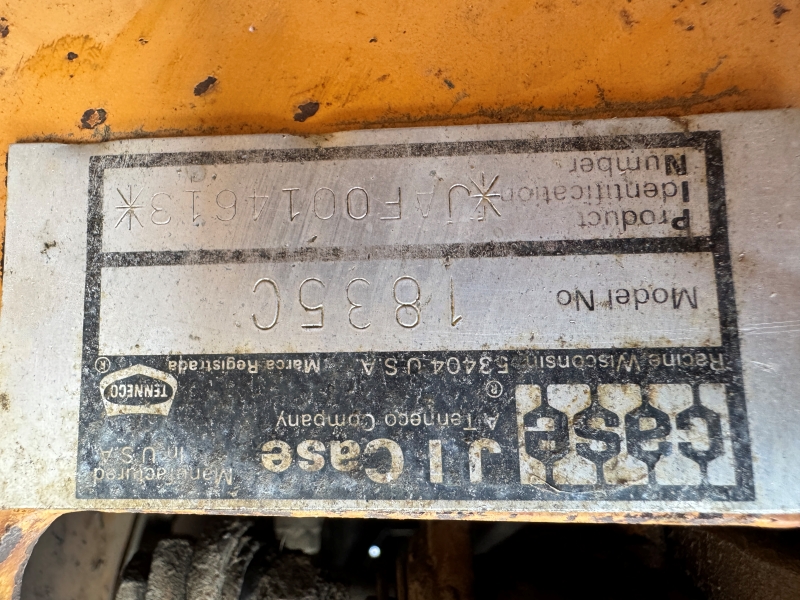 case
J I Case
Manufactured
in U.S.A.
A Tenneco Company
®
TENNECO
®
Racine Wisconsin 53404 U.S.A. Marca Registrada
Model No 1835C
Product
Identification
Number
*JAF0014613*